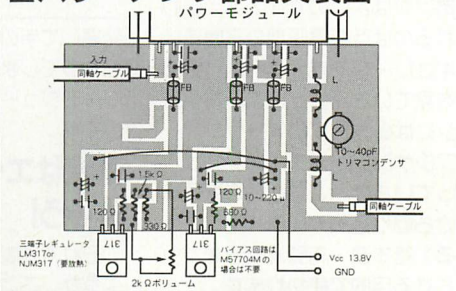 パワーモジュール
入力
同軸ケーブル
FB
FB
FB
L
10〜40pF
トリマコンデンサ
L
1.5kΩ
120Ω
120Ω
330Ω
10〜220μ
680Ω
同軸ケーブル
三端子レギュレータ
LM317or
NJM317（要放熱）
317
317
バイアス回路は
M57704Mの
場合は不要
Vcc 13.8V
GND
2kΩボリューム